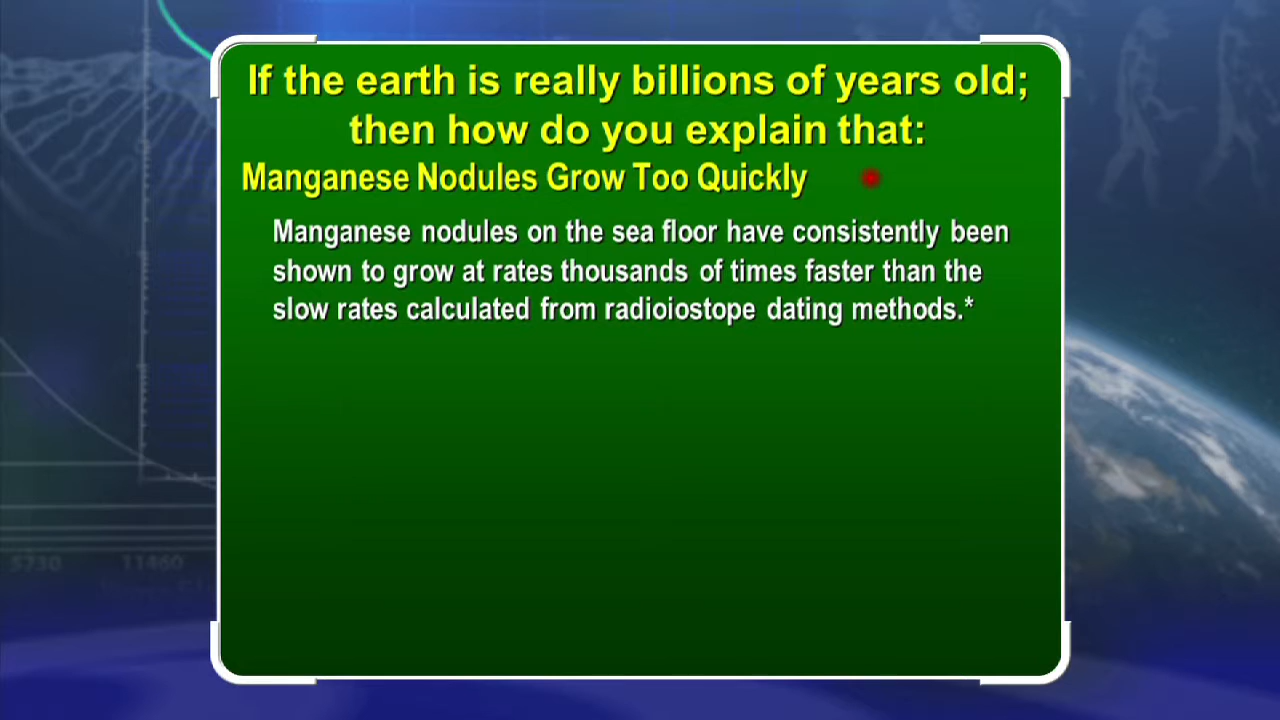 If the earth is really billions of years old;
then how do you explain that:
Manganese Nodules Grow Too Quickly
Manganese nodules on the sea floor have consistently been
shown to grow at rates thousands of times faster than the
slow rates calculated from radioiostope dating methods.*
5730 11460